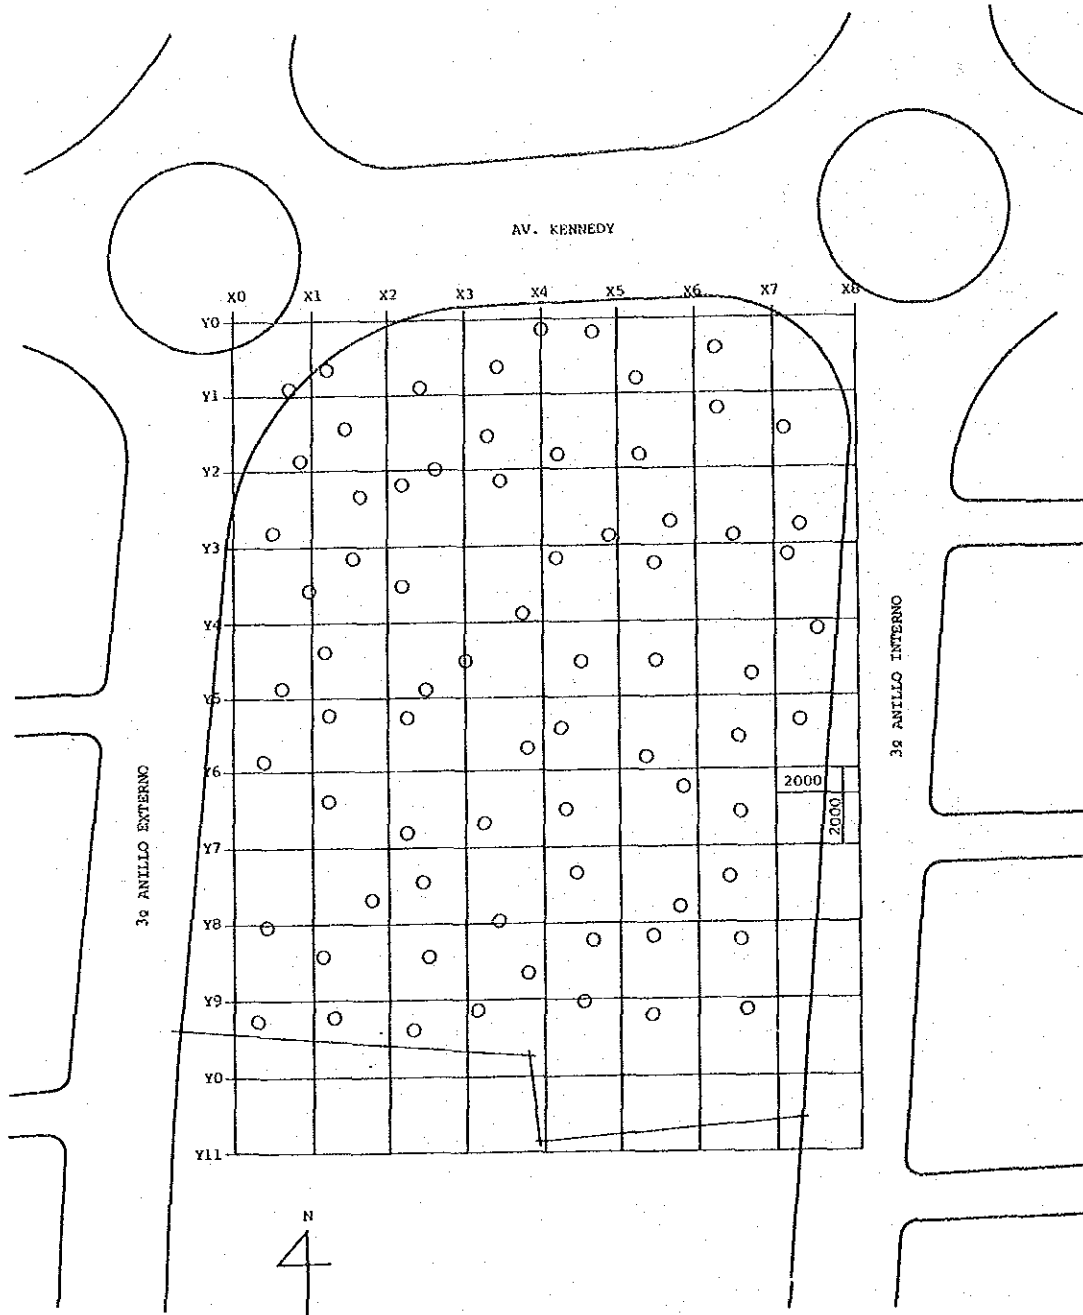 AV. KENNEDY
X0 X1 X2 X3 X4 X5 X6 X7 X8
Y0
Y1
Y2
Y3
Y4
Y5
Y6
Y7
Y8
Y9
Y0
Y11
3º ANILLO EXTERNO
3º ANILLO INTERNO
2000
2000
N